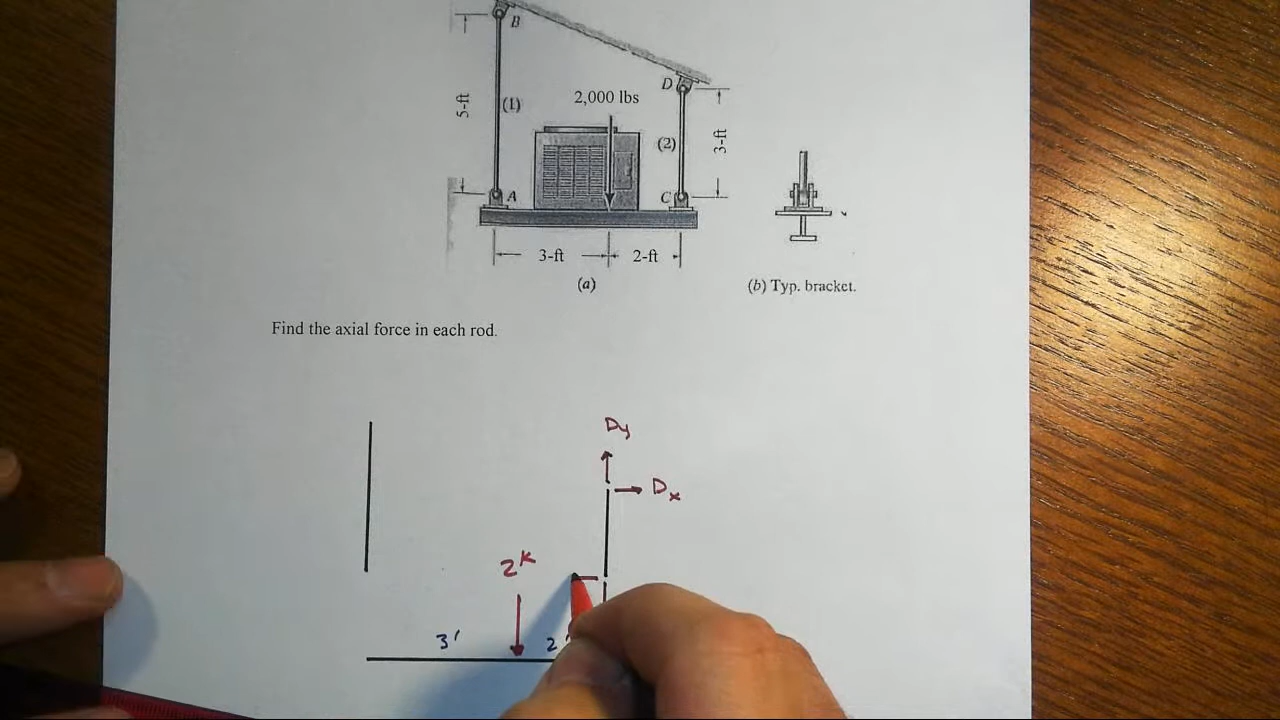 B
D
2,000 lbs
5-ft
(1)
(2)
3-ft
A
C
3-ft
2-ft
(a)
(b) Typ. bracket.
Find the axial force in each rod.
Dy
Dx
2K
3'
2'